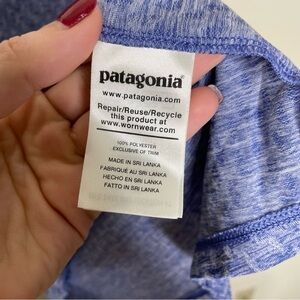 patagonia®
www.patagonia.com
Repair/Reuse/Recycle
this product at
www.wornwear.com
100% POLYESTER
EXCLUSIVE OF TRIM
MADE IN SRI LANKA
FABRIQUÉ AU SRI LANKA
HECHO EN SRI LANKA
FATTO IN SRI LANKA